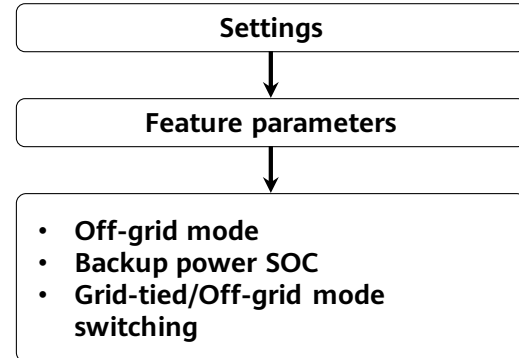 Settings
Feature parameters
• Off-grid mode
• Backup power SOC
• Grid-tied/Off-grid mode
switching